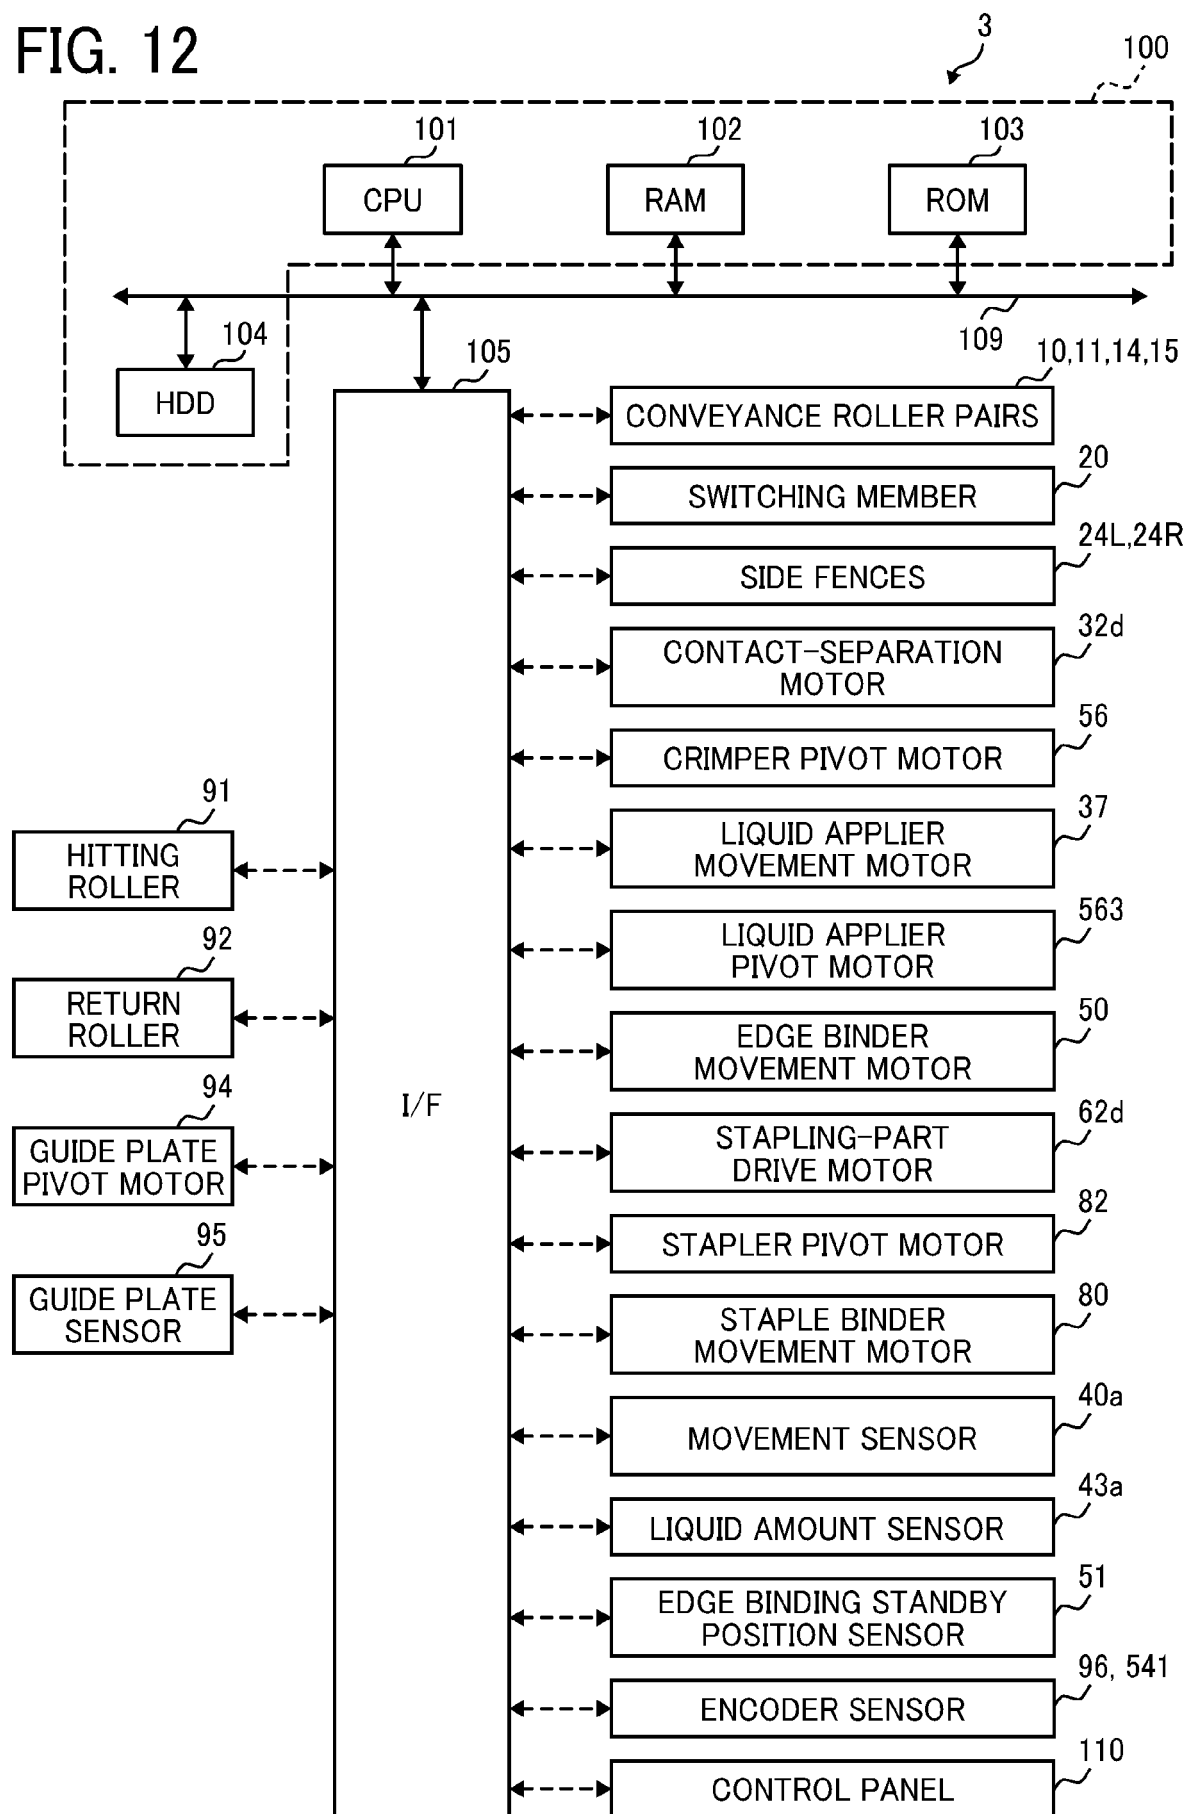 FIG. 12
3
100
101
102
103
CPU
RAM
ROM
109
104
HDD
105
I/F
10,11,14,15
CONVEYANCE ROLLER PAIRS
20
SWITCHING MEMBER
24L,24R
SIDE FENCES
32d
CONTACT-SEPARATION
MOTOR
56
CRIMPER PIVOT MOTOR
37
LIQUID APPLIER
MOVEMENT MOTOR
563
LIQUID APPLIER
PIVOT MOTOR
50
EDGE BINDER
MOVEMENT MOTOR
62d
STAPLING-PART
DRIVE MOTOR
82
STAPLER PIVOT MOTOR
80
STAPLE BINDER
MOVEMENT MOTOR
40a
MOVEMENT SENSOR
43a
LIQUID AMOUNT SENSOR
51
EDGE BINDING STANDBY
POSITION SENSOR
96, 541
ENCODER SENSOR
110
CONTROL PANEL
91
HITTING
ROLLER
92
RETURN
ROLLER
94
GUIDE PLATE
PIVOT MOTOR
95
GUIDE PLATE
SENSOR